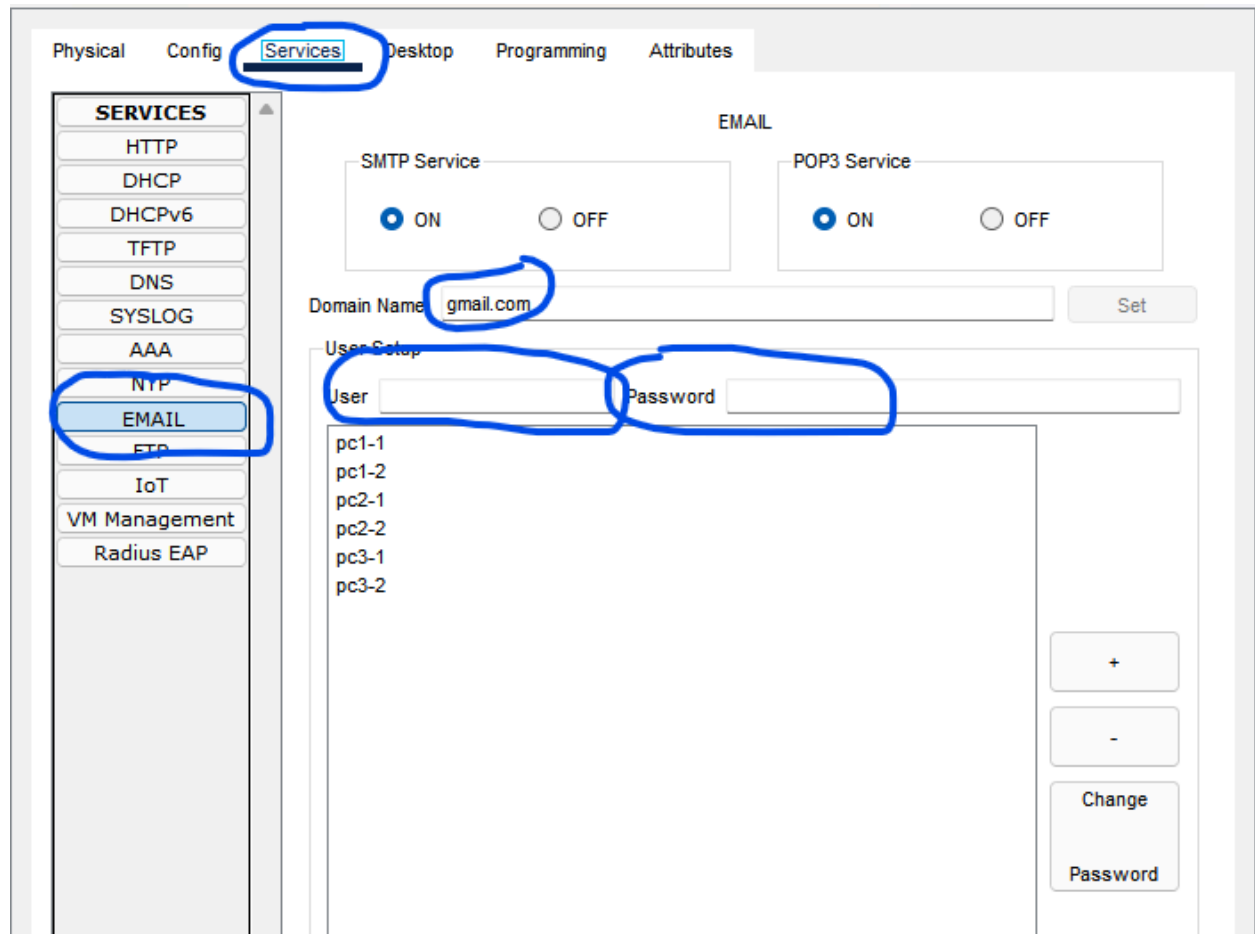 Physical Config Services Desktop Programming Attributes
SERVICES
HTTP
DHCP
DHCPv6
TFTP
DNS
SYSLOG
AAA
NTP
EMAIL
FTP
IoT
VM Management
Radius EAP
EMAIL
SMTP Service
ON OFF
POP3 Service
ON OFF
Domain Name gmail.com Set
User Setup
User Password
pc1-1
pc1-2
pc2-1
pc2-2
pc3-1
pc3-2
+
-
Change
Password